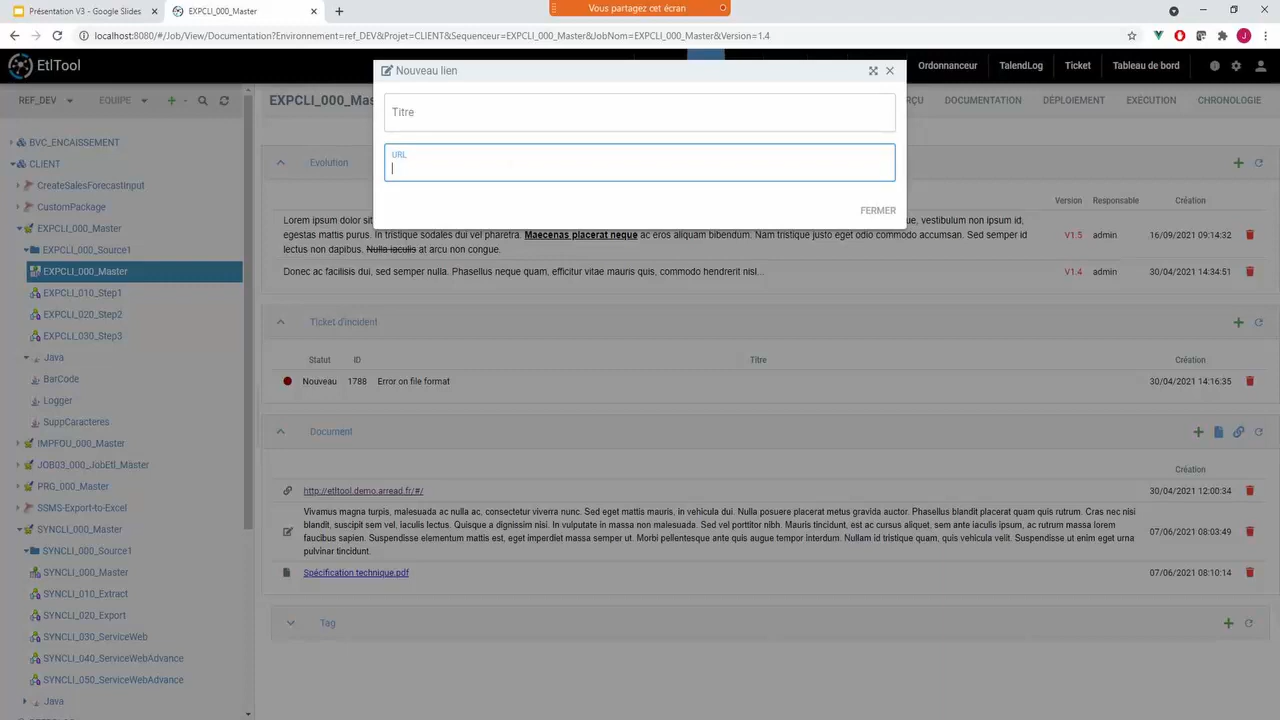 Présentation V3 - Google Slides
EXPCLI_000_Master
Vous partagez cet écran
localhost:8080/#/Job/View/Documentation?Environnement=ref_DEV&Projet=CLIENT&Sequenceur=EXPCLI_000_Master&JobNom=EXPCLI_000_Master&Version=1.4
J
EtlTool
Ordonnanceur
TalendLog
Ticket
Tableau de bord
REF_DEV
EQUIPE
EXPCLI_000_Mas
RÇU
DOCUMENTATION
DÉPLOIEMENT
EXECUTION
CHRONOLOGIE
Nouveau lien
Titre
URL
FERMER
BVC_ENCAISSEMENT
CLIENT
CreateSalesForecastInput
CustomPackage
EXPCLI_000_Master
EXPCLI_000_Source1
EXPCLI_000_Master
EXPCLI_010_Step1
EXPCLI_020_Step2
EXPCLI_030_Step3
Java
BarCode
Logger
SuppCaracteres
IMPFOU_000_Master
JOB03_000_JobEtl_Master
PRG_000_Master
SSMS-Export-to-Excel
SYNCLI_000_Master
SYNCLI_000_Source1
SYNCLI_000_Master
SYNCLI_010_Extract
SYNCLI_020_Export
SYNCLI_030_ServiceWeb
SYNCLI_040_ServiceWebAdvance
SYNCLI_050_ServiceWebAdvance
Java
Evolution
Version Responsable Création
Lorem ipsum dolor sit
ue, vestibulum non ipsum id,
egestas mattis purus. In tristique sodales dui vel pharetra. Maecenas placerat neque ac eros aliquam bibendum. Nam tristique justo eget odio commodo accumsan. Sed semper id
lectus non dapibus. Nulla iaculis at arcu non congue.
V1.5 admin 16/09/2021 09:14:32
Donec ac facilisis dui, sed semper nulla. Phasellus neque quam, efficitur vitae mauris quis, commodo hendrerit nisl...
V1.4 admin 30/04/2021 14:34:51
Ticket d'incident
Statut ID Titre Création
Nouveau 1788 Error on file format 30/04/2021 14:16:35
Document
Création
http://etltool.demo.arread.fr/#/ 30/04/2021 12:00:34
Vivamus magna turpis, malesuada ac nulla ac, consectetur viverra nunc. Sed eget mattis mauris, in vehicula dui. Nulla posuere placerat metus gravida auctor. Phasellus blandit placerat quam quis rutrum. Cras nec nisi
blandit, suscipit sem vel, iaculis lectus. Quisque a dignissim nisi. In vulputate in massa non malesuada. Sed vel porttitor nibh. Mauris tincidunt, est ac cursus aliquet, sem ante iaculis ipsum, ac rutrum massa lorem
faucibus sapien. Suspendisse elementum mattis est, eget imperdiet massa semper ut. Morbi pellentesque ante quis augue tempor interdum. Nullam id tristique quam, quis vehicula velit. Suspendisse ut enim eget urna
pulvinar tincidunt.
07/06/2021 08:03:49
Spécification technique.pdf 07/06/2021 08:10:14
Tag